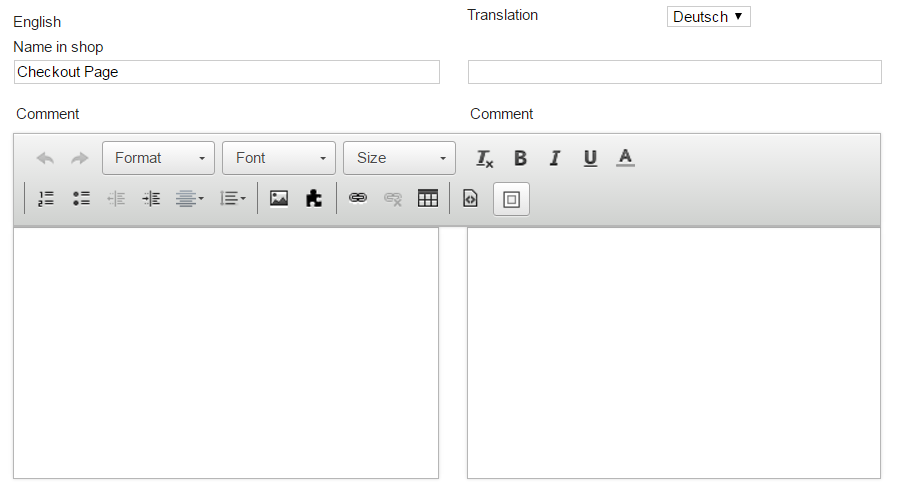 English
Translation
Deutsch
Name in shop
Checkout Page
Comment
Comment
Format
Font
Size